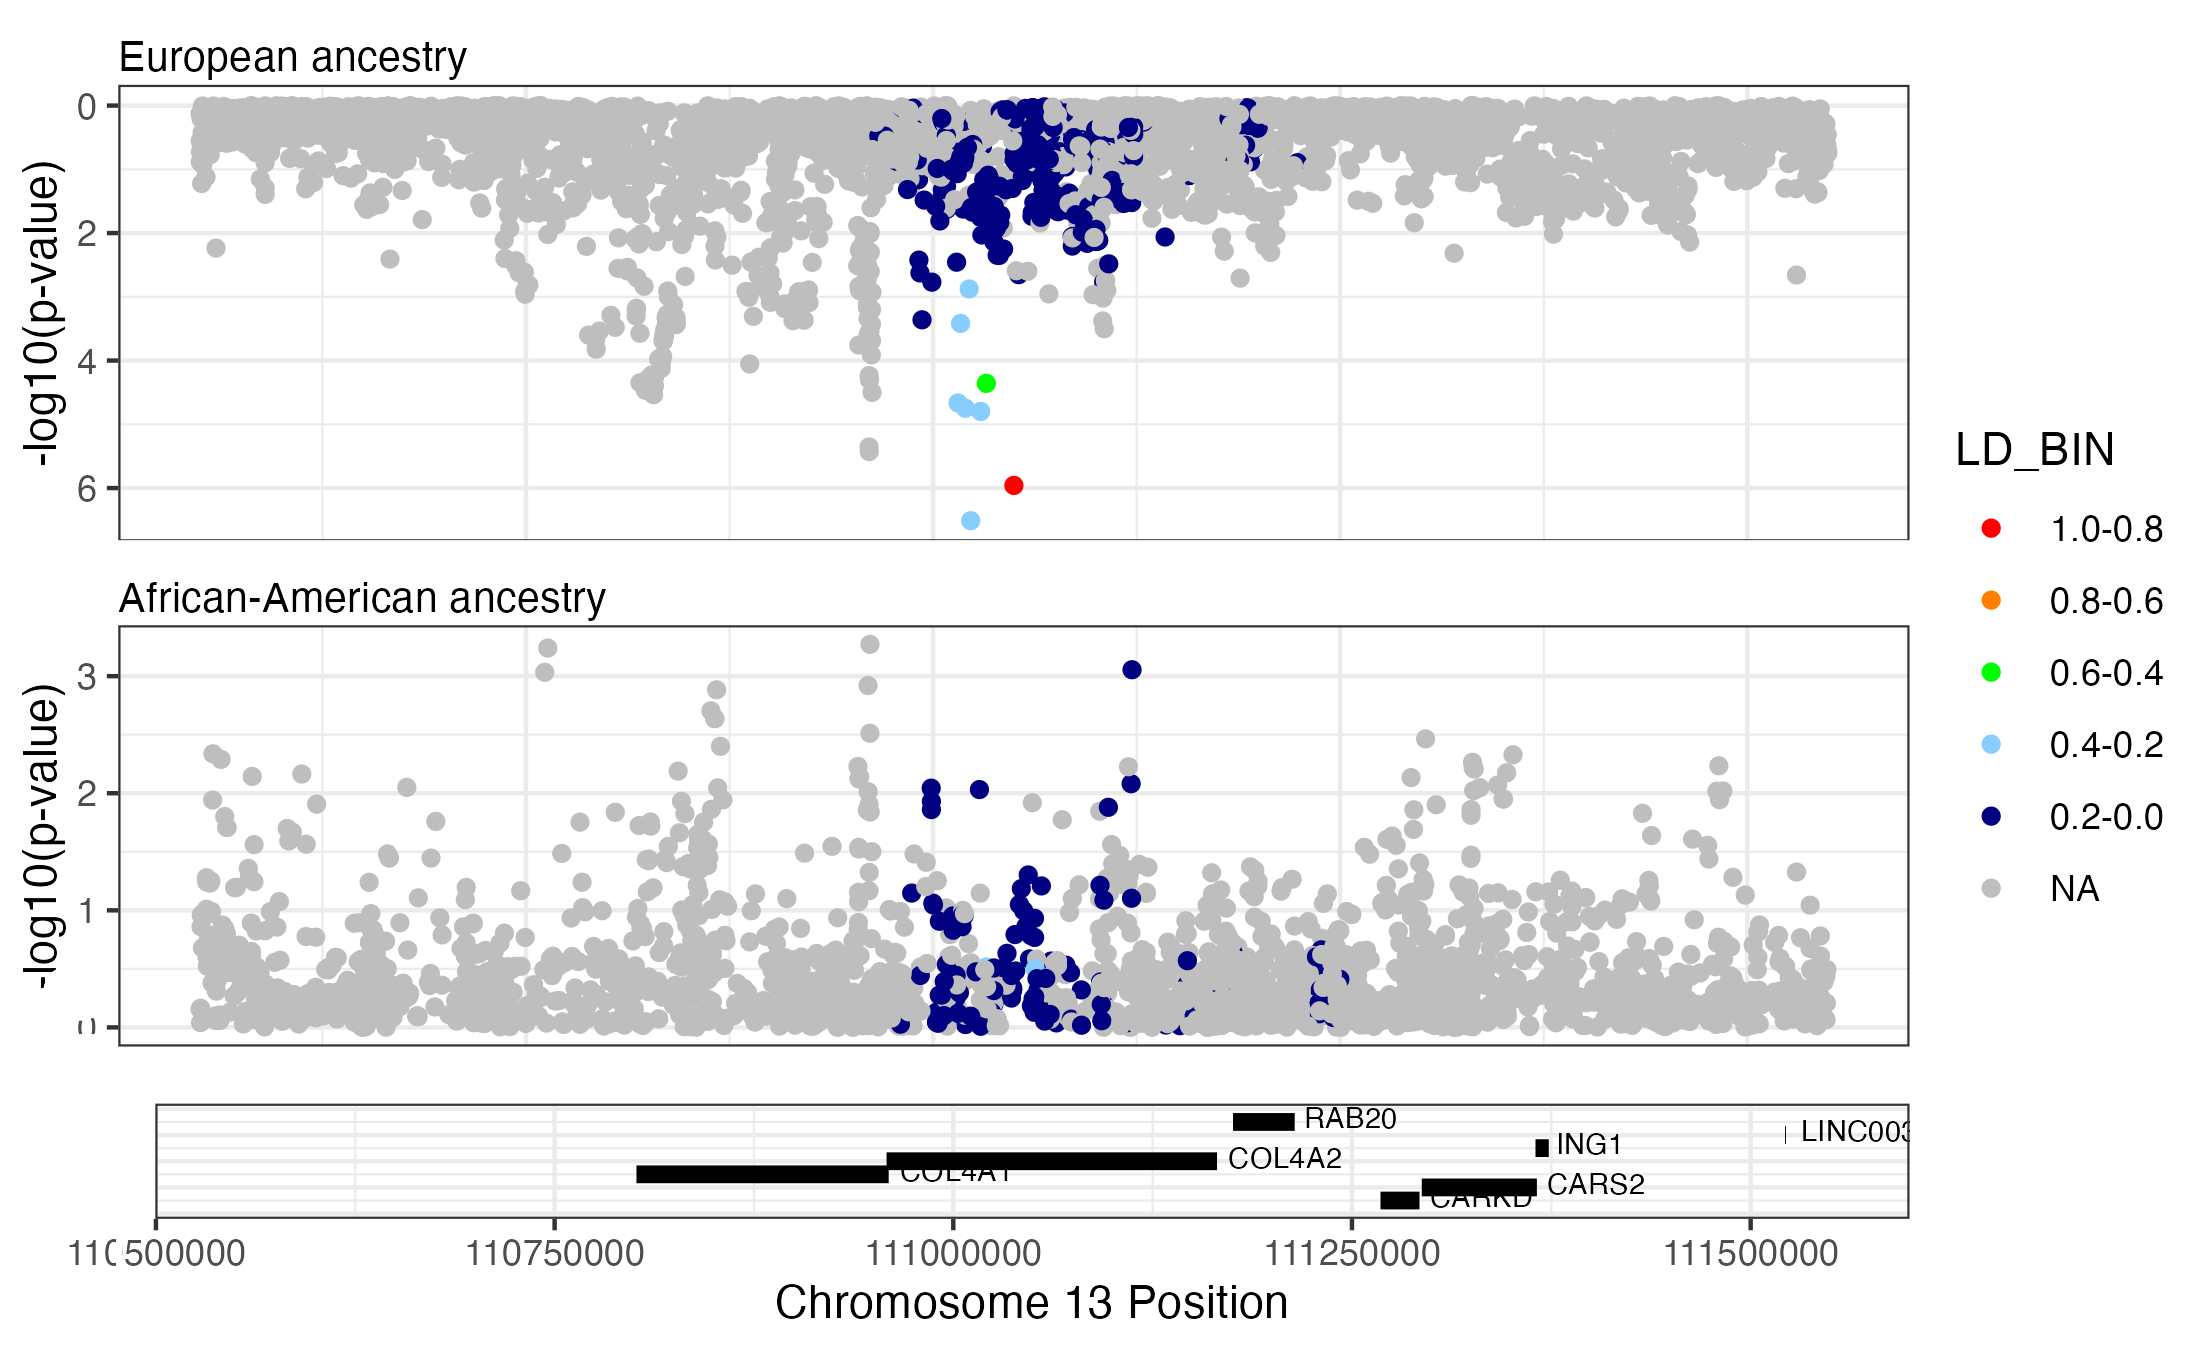 European ancestry
0
2
4
6
-log10(p-value)
African-American ancestry
3
2
1
0
-log10(p-value)
LD_BIN
1.0-0.8
0.8-0.6
0.6-0.4
0.4-0.2
0.2-0.0
NA
RAB20
LINC003
ING1
COL4A2
COL4A1
CARS2
CARKD
110500000
110750000
111000000
111250000
111500000
Chromosome 13 Position